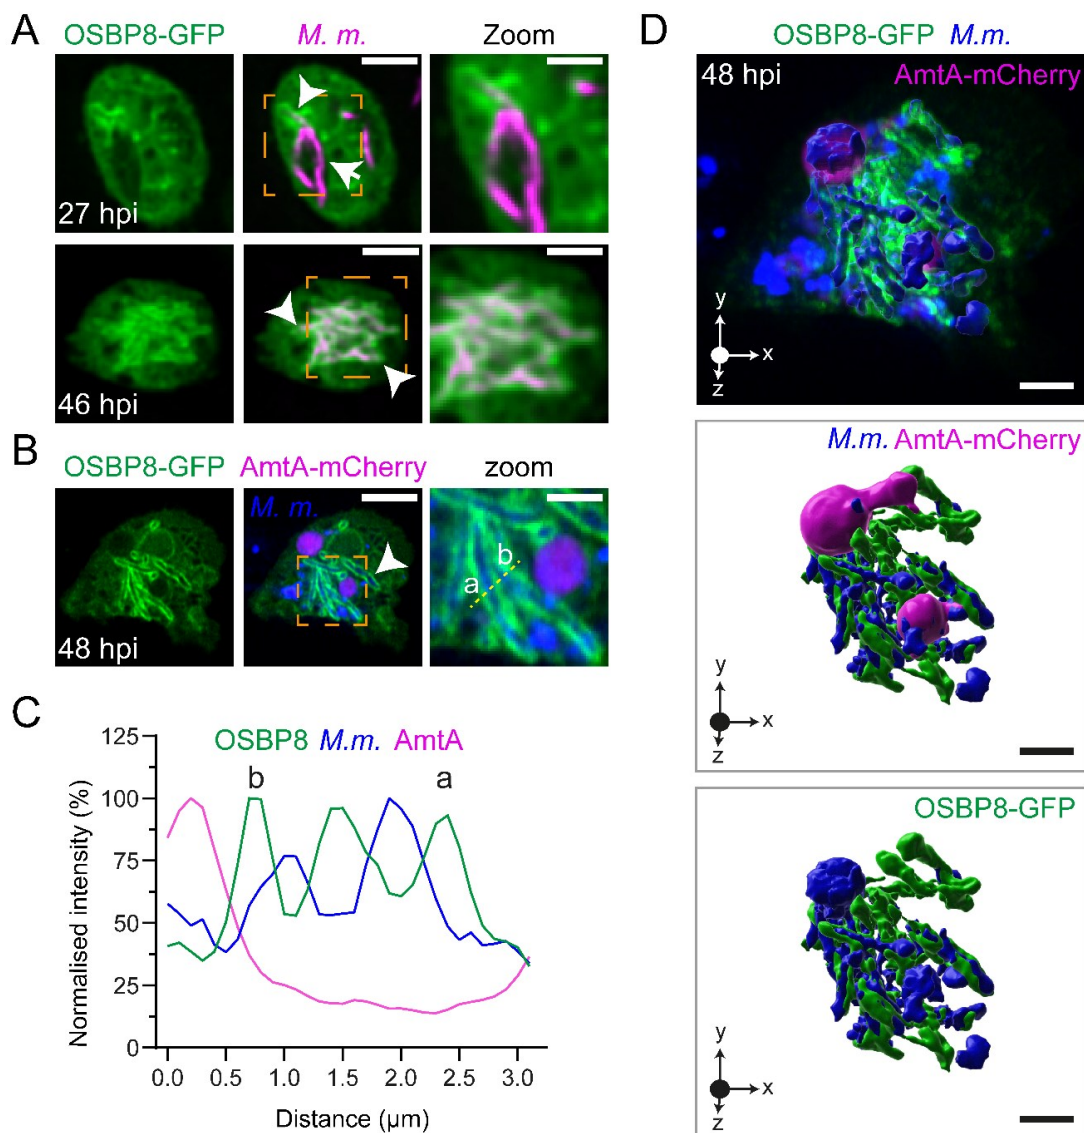 A
OSBP8-GFP M. m. Zoom
27 hpi
46 hpi
B
OSBP8-GFP AmtA-mCherry zoom
M. m.
b
a
48 hpi
C
OSBP8 M.m. AmtA
b a
Normalised intensity (%)
125
100
75
50
25
0
0.0 0.5 1.0 1.5 2.0 2.5 3.0
Distance (µm)
D
OSBP8-GFP M.m.
48 hpi AmtA-mCherry
y
x
z
M.m. AmtA-mCherry
y
x
z
OSBP8-GFP
y
x
z